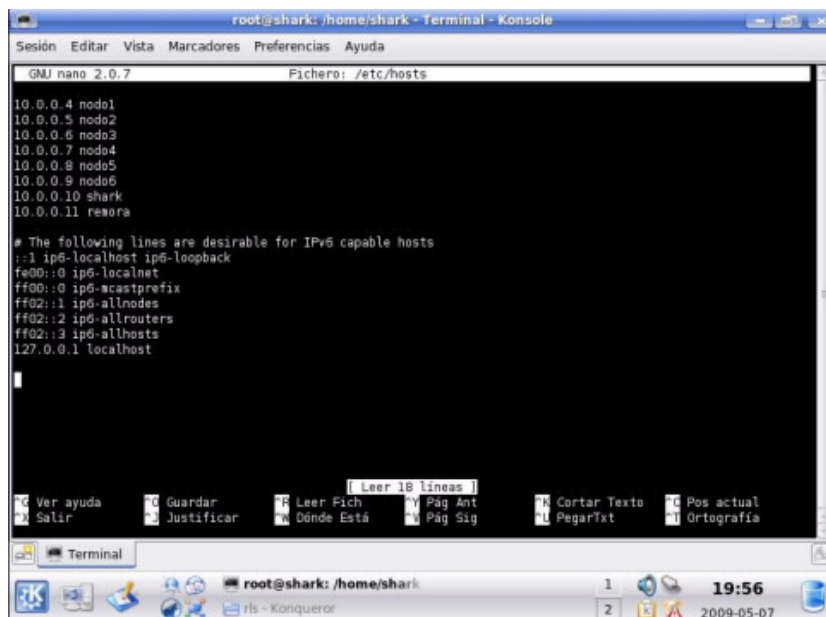 root@shark: /home/shark - Terminal - Konsole
Sesión Editar Vista Marcadores Preferencias Ayuda
GNU nano 2.0.7 Fichero: /etc/hosts
10.0.0.4 nodo1
10.0.0.5 nodo2
10.0.0.6 nodo3
10.0.0.7 nodo4
10.0.0.8 nodo5
10.0.0.9 nodo6
10.0.0.10 shark
10.0.0.11 remora
# The following lines are desirable for IPv6 capable hosts
::1 ip6-localhost ip6-loopback
fe00::0 ip6-localnet
ff00::0 ip6-mcastprefix
ff02::1 ip6-allnodes
ff02::2 ip6-allrouters
ff02::3 ip6-allhosts
127.0.0.1 localhost
[ Leer 18 líneas ]
^G Ver ayuda ^O Guardar ^R Leer Fich ^Y Pág Ant ^K Cortar Texto ^C Pos actual
^X Salir ^J Justificar ^W Dónde Está ^V Pág Sig ^U PegarTxt ^T Ortografía
Terminal
root@shark: /home/shark 1 19:56
rls - Konqueror 2 2009-05-07